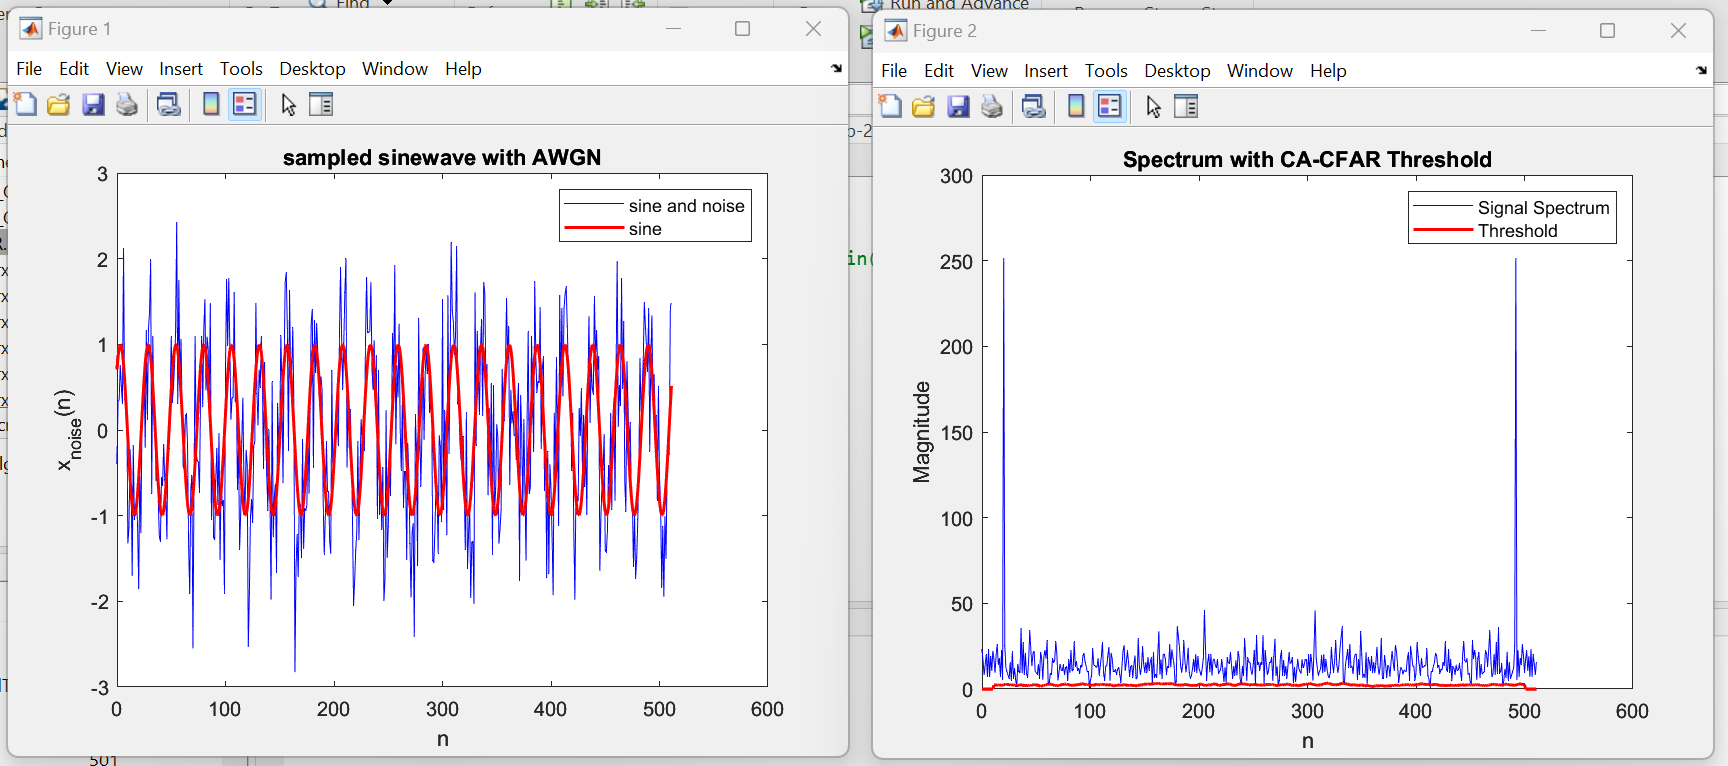 Find
Run and Advance
Figure 1
File Edit View Insert Tools Desktop Window Help
sampled sinewave with AWGN
sine and noise
sine
3
2
1
0
-1
-2
-3
x_noise(n)
0 100 200 300 400 500 600
n
501
in(
Figure 2
File Edit View Insert Tools Desktop Window Help
Spectrum with CA-CFAR Threshold
Signal Spectrum
Threshold
300
250
200
150
100
50
0
Magnitude
0 100 200 300 400 500 600
n